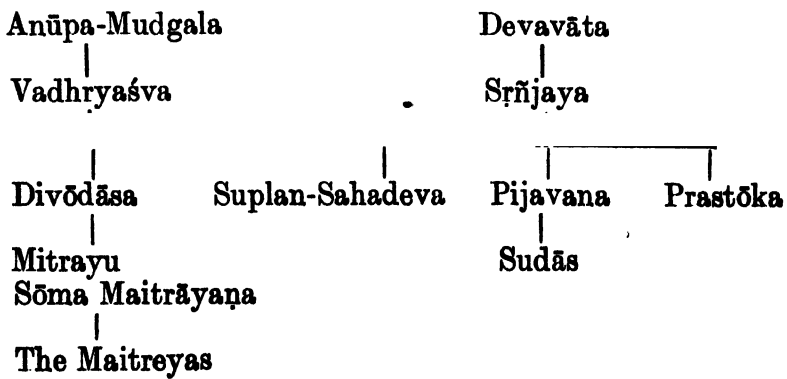 Anūpa-Mudgala Devavāta
Vadhryaśva Sṛñjaya
Divōdāsa Suplan-Sahadeva Pijavana Prastōka
Mitrayu Sudās
Sōma Maitrāyaṇa
The Maitreyas